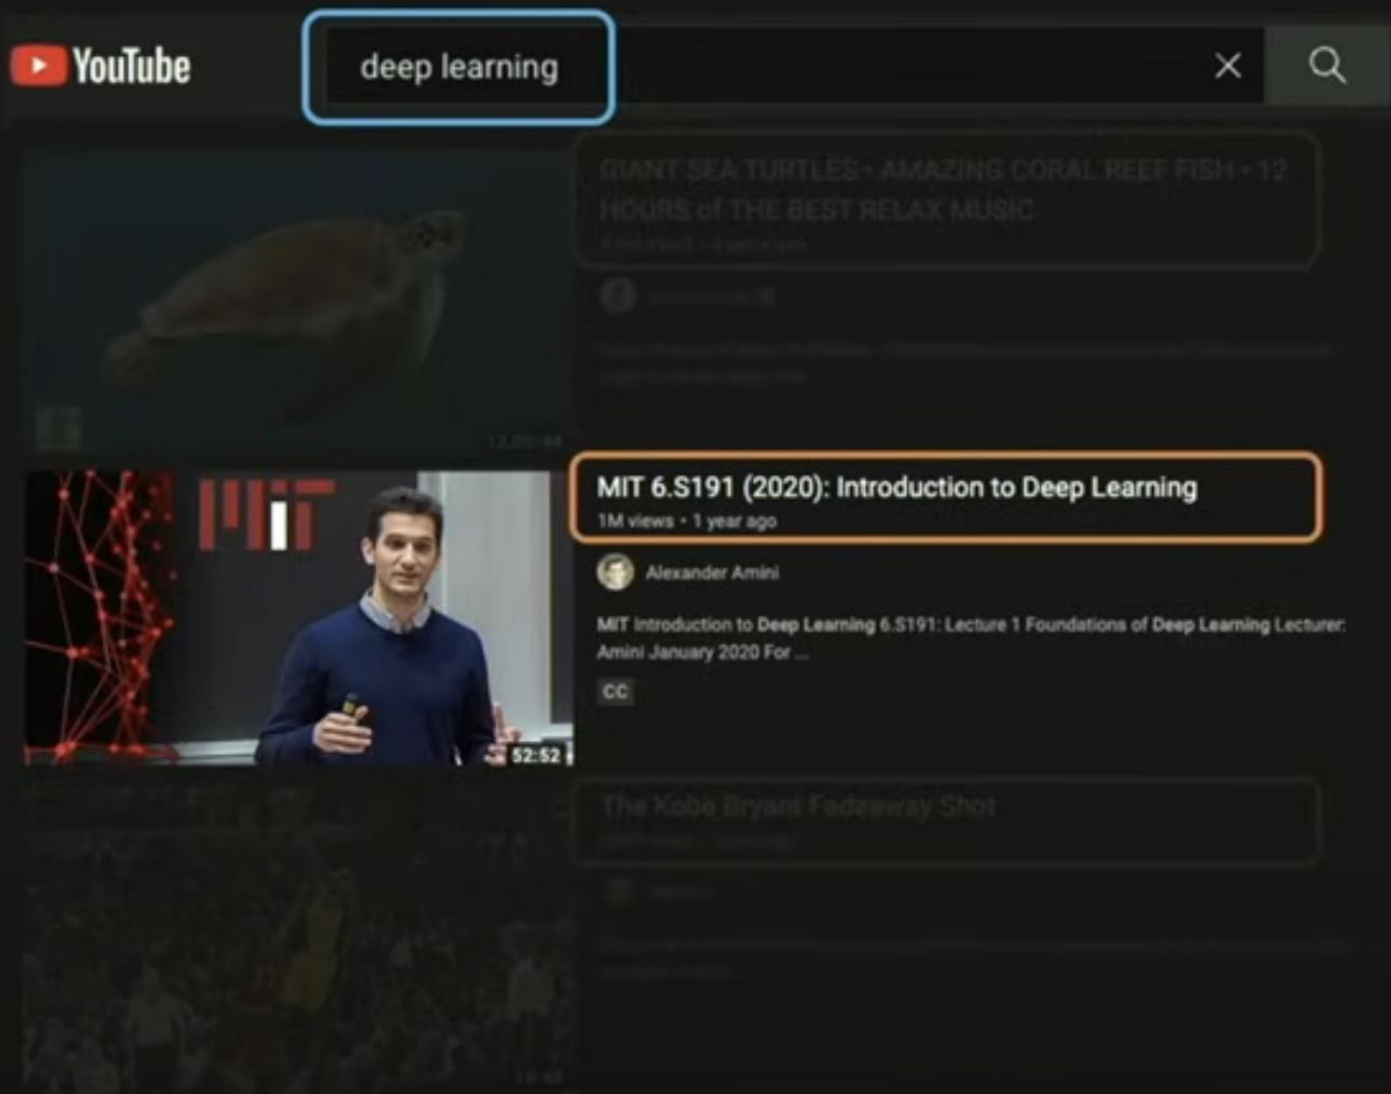 YouTube
deep learning
GIANT SEA TURTLES • AMAZING CORAL REEF FISH • 12
HOURS of THE BEST RELAX MUSIC
MIT
MIT 6.S191 (2020): Introduction to Deep Learning
1M views • 1 year ago
Alexander Amini
MIT Introduction to Deep Learning 6.S191: Lecture 1 Foundations of Deep Learning Lecturer:
Amini January 2020 For ...
CC
52:52
The Kobe Bryant Fadeaway Shot